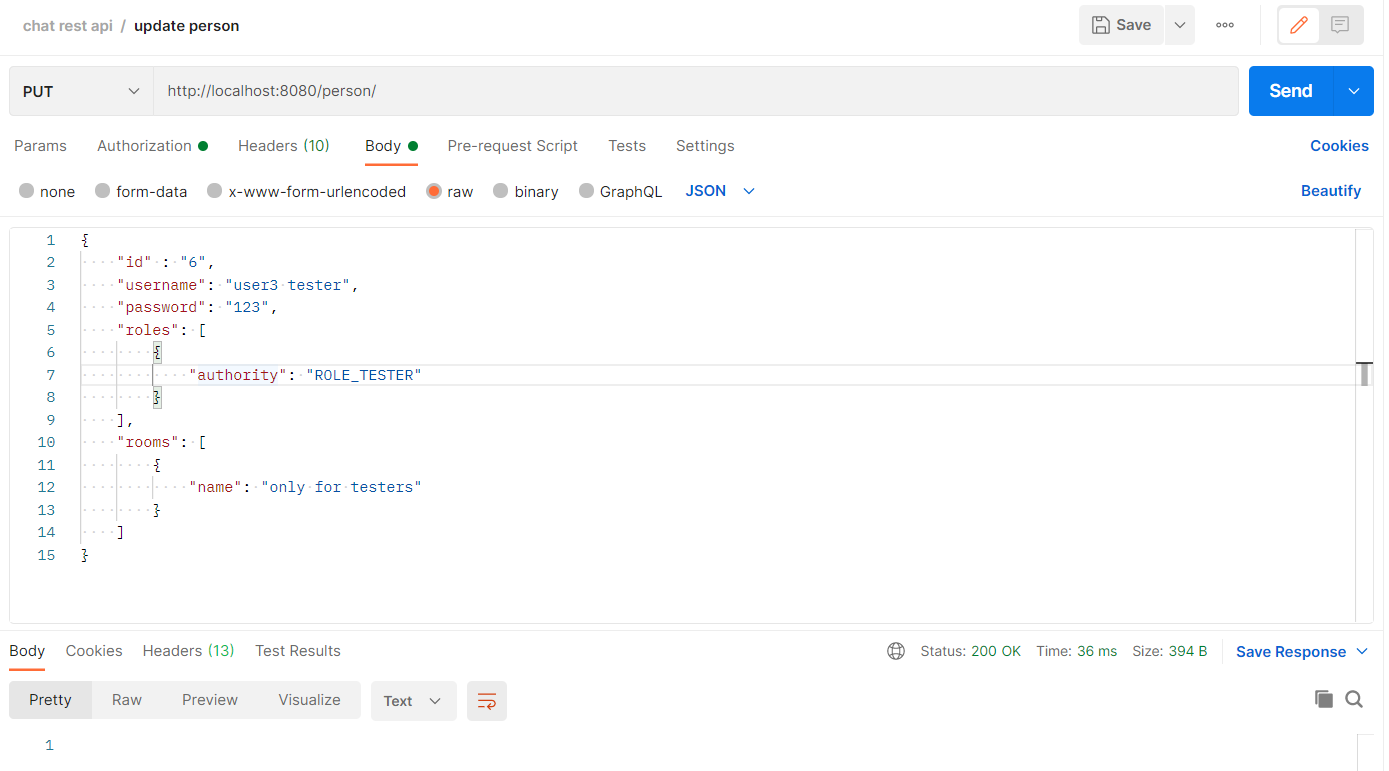 chat rest api / update person
Save
PUT http://localhost:8080/person/ Send
Params Authorization Headers (10) Body Pre-request Script Tests Settings Cookies
none form-data x-www-form-urlencoded raw binary GraphQL JSON Beautify
1 {
2 "id" : "6",
3 "username": "user3 tester",
4 "password": "123",
5 "roles": [
6 {
7 "authority": "ROLE_TESTER"
8 }
9 ],
10 "rooms": [
11 {
12 "name": "only for testers"
13 }
14 ]
15 }
Body Cookies Headers (13) Test Results Status: 200 OK Time: 36 ms Size: 394 B Save Response
Pretty Raw Preview Visualize Text
1